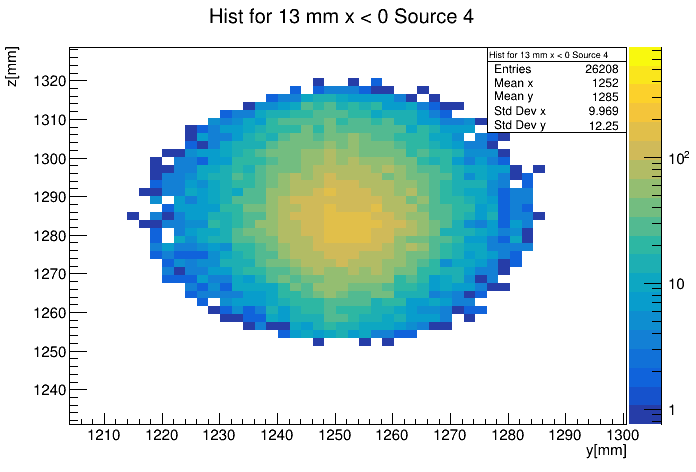 Hist for 13 mm x < 0 Source 4
z[mm]
Hist for 13 mm x < 0 Source 4
Entries 26208
Mean x 1252
Mean y 1285
Std Dev x 9.969
Std Dev y 12.25
1320
1310
1300
1290
1280
1270
1260
1250
1240
10²
10
1
1210 1220 1230 1240 1250 1260 1270 1280 1290 1300
y[mm]